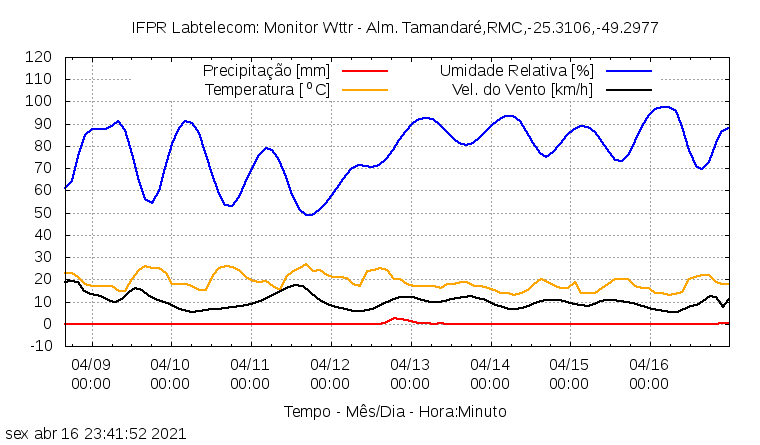 IFPR Labtelecom: Monitor Wttr - Alm. Tamandaré,RMC,-25.3106,-49.2977
120
110
100
90
80
70
60
50
40
30
20
10
0
-10
Precipitação [mm]
Temperatura [⁰C]
Umidade Relativa [%]
Vel. do Vento [km/h]
04/09 04/10 04/11 04/12 04/13 04/14 04/15 04/16
00:00 00:00 00:00 00:00 00:00 00:00 00:00 00:00
Tempo - Mês/Dia - Hora:Minuto
sex abr 16 23:41:52 2021